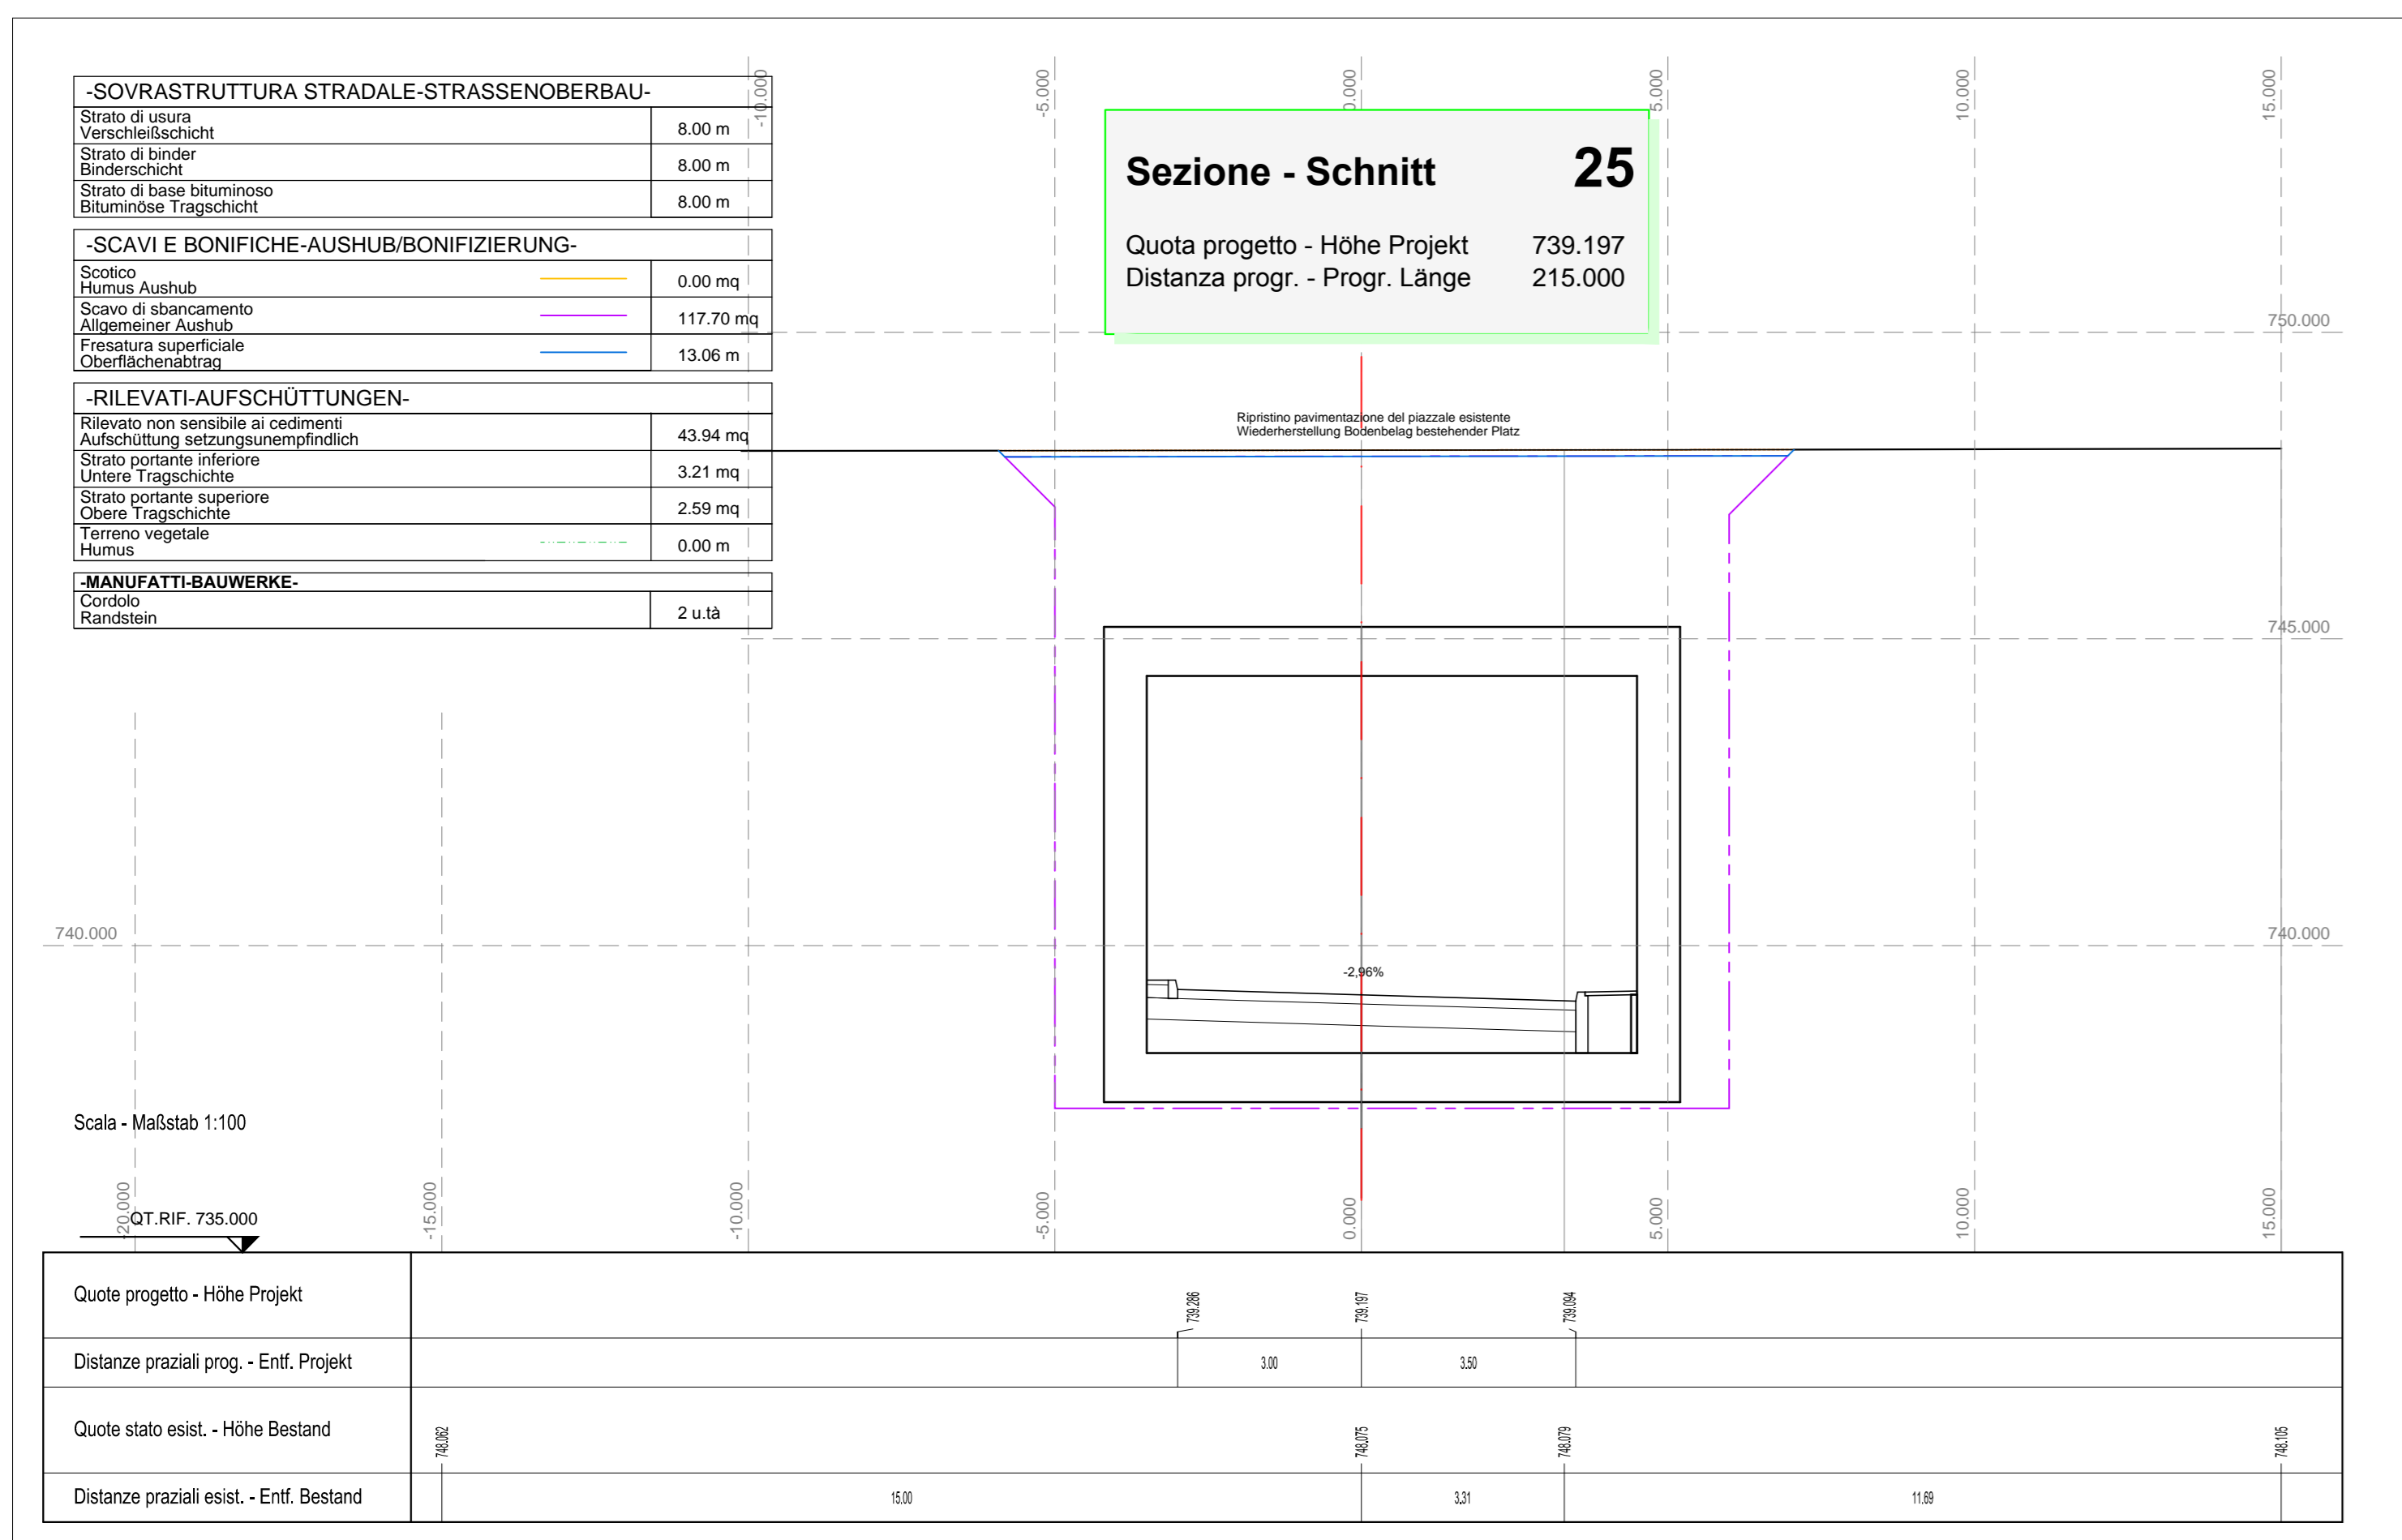 -SOVRASTRUTTURA STRADALE-STRASSENOBERBAU-
Strato di usura
Verschleißschicht
8.00 m
Strato di binder
Binderschicht
8.00 m
Strato di base bituminoso
Bituminöse Tragschicht
8.00 m
-SCAVI E BONIFICHE-AUSHUB/BONIFIZIERUNG-
Scotico
Humus Aushub
0.00 mq
Scavo di sbancamento
Allgemeiner Aushub
117.70 mq
Fresatura superficiale
Oberflächenabtrag
13.06 m
-RILEVATI-AUFSCHÜTTUNGEN-
Rilevato non sensibile ai cedimenti
Aufschüttung setzungsunempfindlich
43.94 mq
Strato portante inferiore
Untere Tragschichte
3.21 mq
Strato portante superiore
Obere Tragschichte
2.59 mq
Terreno vegetale
Humus
0.00 m
-MANUFATTI-BAUWERKE-
Cordolo
Randstein
2 u.tà
-10.000
-5.000
0.000
5.000
10.000
15.000
Sezione - Schnitt 25
Quota progetto - Höhe Projekt 739.197
Distanza progr. - Progr. Länge 215.000
750.000
Ripristino pavimentazione del piazzale esistente
Wiederherstellung Bodenbelag bestehender Platz
745.000
740.000
740.000
-2,96%
Scala - Maßstab 1:100
-20.000
-15.000
-10.000
-5.000
0.000
5.000
10.000
15.000
QT.RIF. 735.000
Quote progetto - Höhe Projekt
739.286
739.197
739.094
Distanze praziali prog. - Entf. Projekt
3.00
3.50
Quote stato esist. - Höhe Bestand
748.062
748.075
748.079
748.105
Distanze praziali esist. - Entf. Bestand
15.00
3.31
11.69